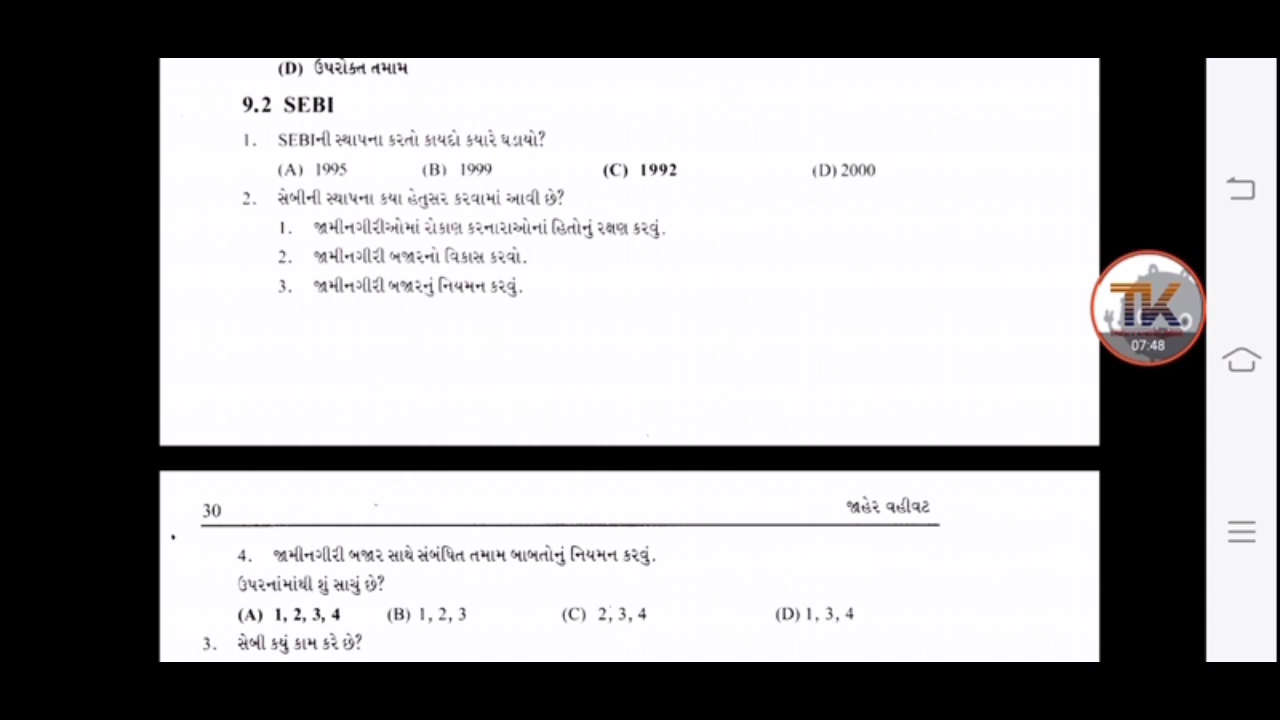 (D) ઉપરોક્ત તમામ
9.2 SEBI
1. SEBIની સ્થાપના કરતો કાયદો ક્યારે ઘડાયો?
(A) 1995 (B) 1999 (C) 1992 (D) 2000
2. સેબીની સ્થાપના કયા હેતુસર કરવામાં આવી છે?
1. જામીનગીરીઓમાં રોકાણ કરનારાઓનાં હિતોનું રક્ષણ કરવું.
2. જામીનગીરી બજારનો વિકાસ કરવો.
3. જામીનગીરી બજારનું નિયમન કરવું.
TK
07:48
30 જાહેર વહીવટ
4. જામીનગીરી બજાર સાથે સંબંધિત તમામ બાબતોનું નિયમન કરવું.
ઉપરનાંમાંથી શું સાચું છે?
(A) 1, 2, 3, 4 (B) 1, 2, 3 (C) 2, 3, 4 (D) 1, 3, 4
3. સેબી કયું કામ કરે છે?